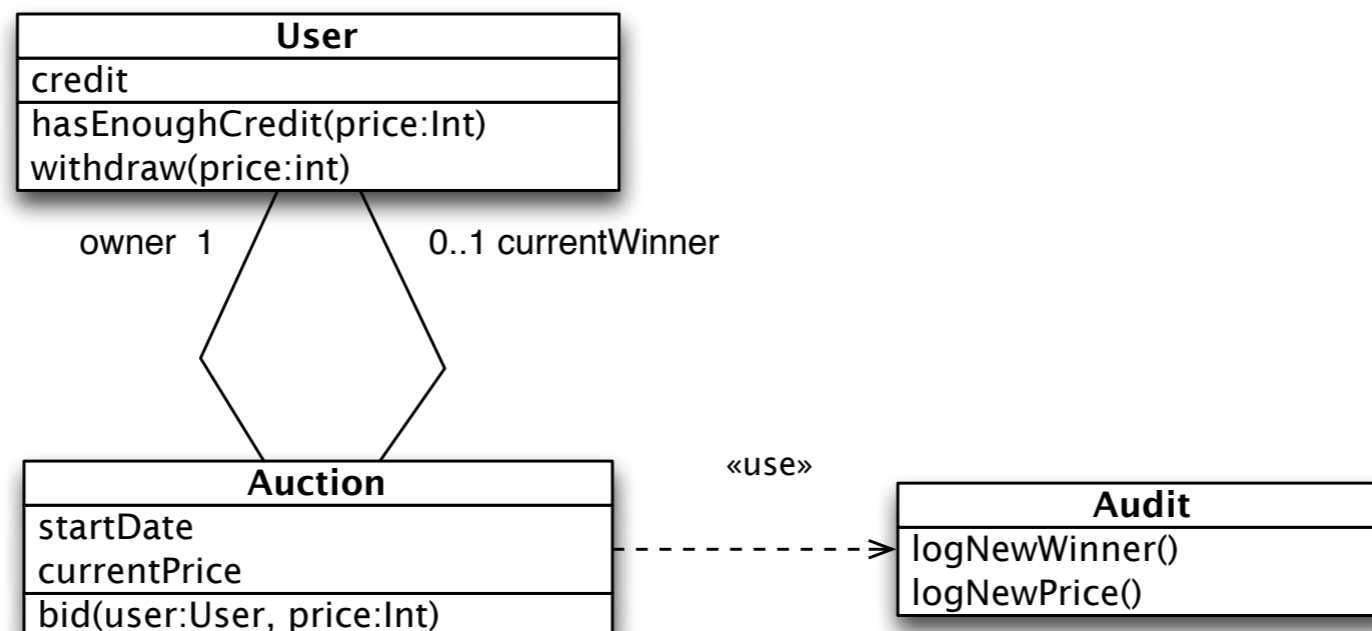 User
credit
hasEnoughCredit(price:Int)
withdraw(price:int)
owner 1
0..1 currentWinner
Auction
startDate
currentPrice
bid(user:User, price:Int)
«use»
Audit
logNewWinner()
logNewPrice()